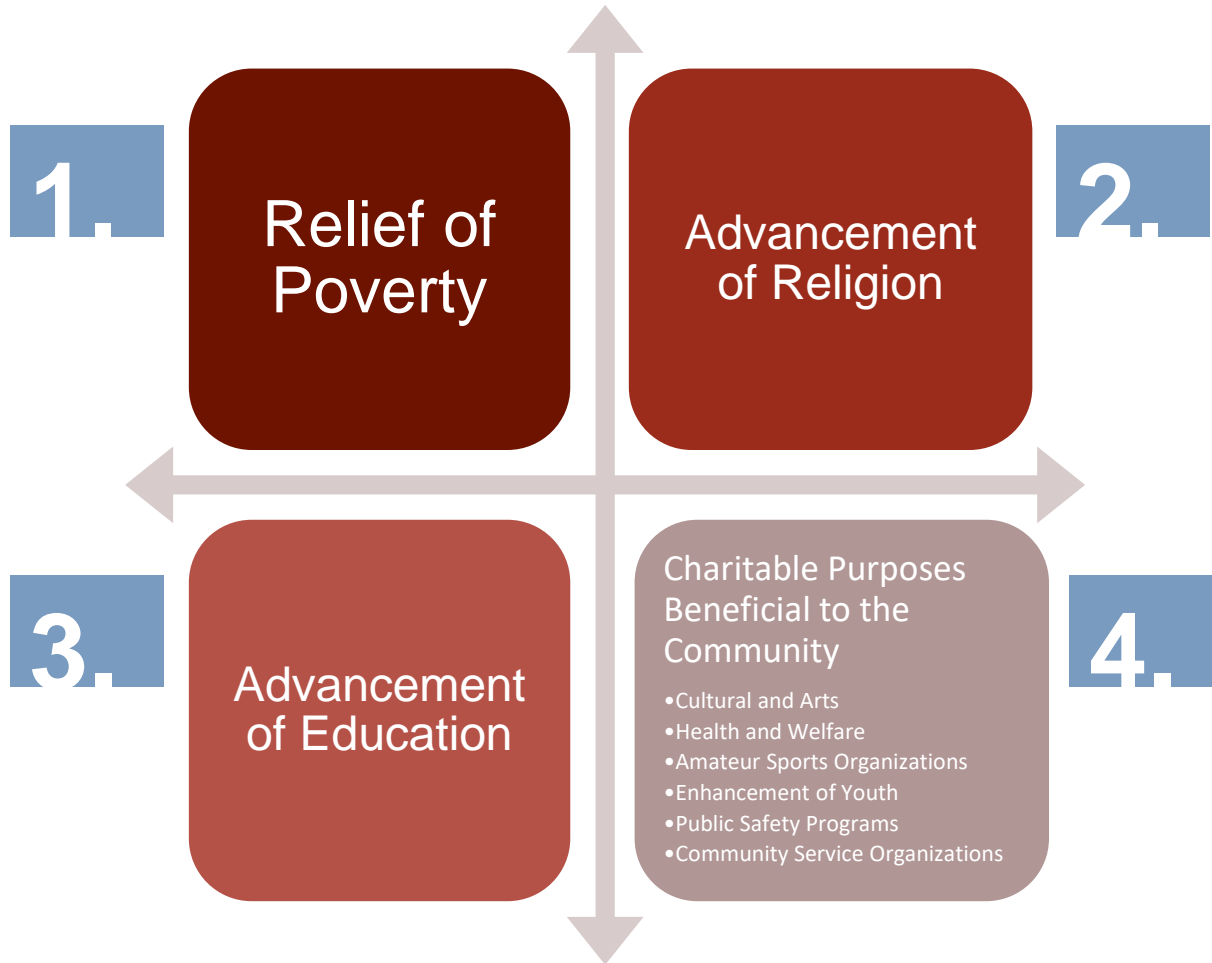 1.
Relief of
Poverty
2.
Advancement
of Religion
3.
Advancement
of Education
4.
Charitable Purposes
Beneficial to the
Community
•Cultural and Arts
•Health and Welfare
•Amateur Sports Organizations
•Enhancement of Youth
•Public Safety Programs
•Community Service Organizations